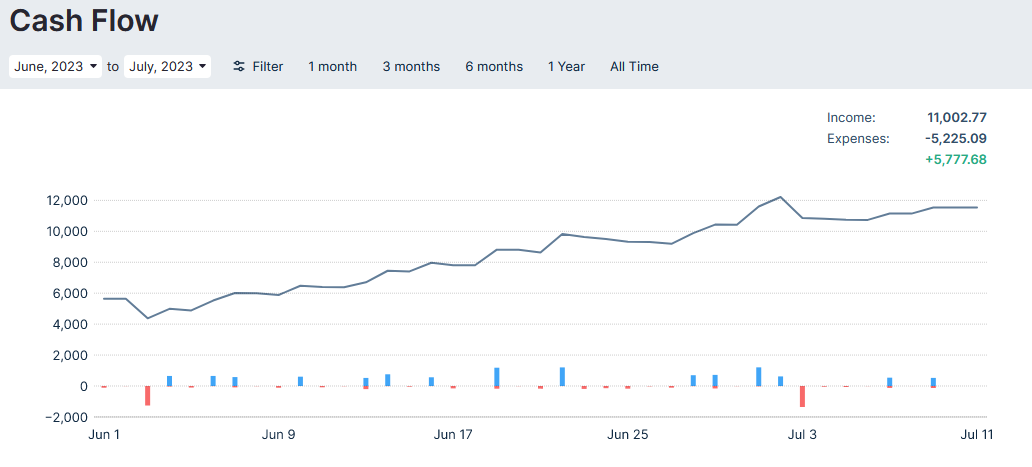 Cash Flow
June, 2023 to July, 2023 Filter 1 month 3 months 6 months 1 Year All Time
Income: 11,002.77
Expenses: -5,225.09
+5,777.68
12,000
10,000
8,000
6,000
4,000
2,000
0
−2,000
Jun 1 Jun 9 Jun 17 Jun 25 Jul 3 Jul 11